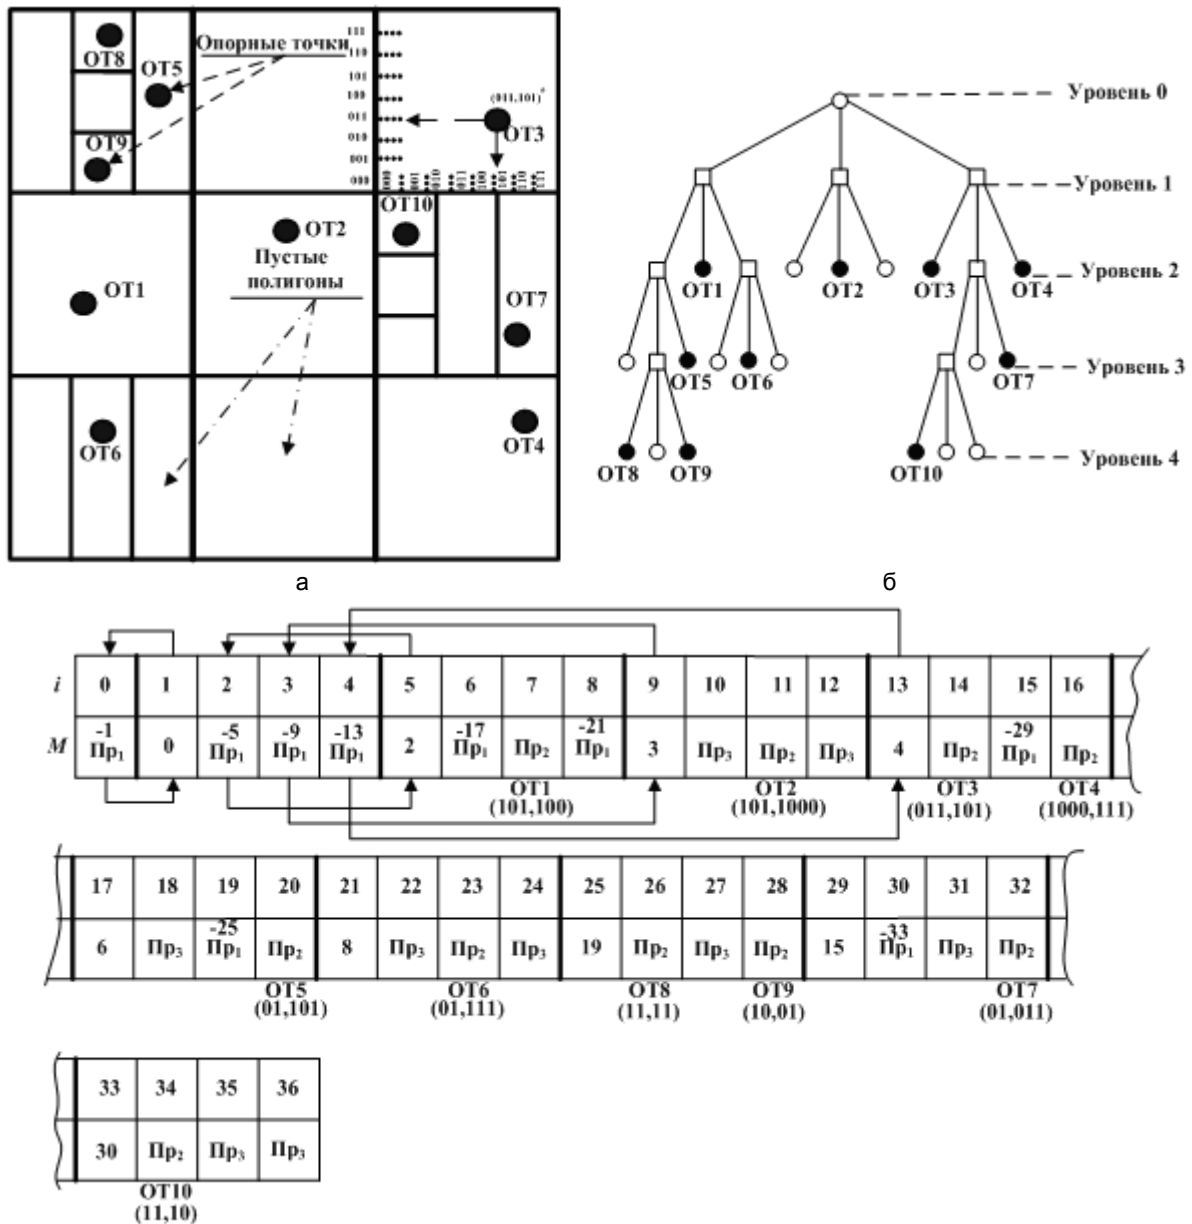 ОТ8
ОТ5
ОТ9
Опорные точки
111
110
101
100
011
010
001
000
(011,101)
ОТ3
000 001 010 011 100 101 110 111
ОТ10
ОТ2
Пустые
полигоны
ОТ1
ОТ7
ОТ6
ОТ4
а
Уровень 0
Уровень 1
ОТ1 ОТ2 ОТ3 ОТ4
Уровень 2
ОТ5 ОТ6 ОТ7
Уровень 3
ОТ8 ОТ9 ОТ10
Уровень 4
б
i 0 1 2 3 4 5 6 7 8 9 10 11 12 13 14 15 16
M -1 Пр₁ 0 -5 Пр₁ -9 Пр₁ -13 Пр₁ 2 -17 Пр₁ Пр₂ -21 Пр₁ 3 Пр₃ Пр₂ Пр₃ 4 Пр₂ -29 Пр₁ Пр₂
ОТ1 ОТ2 ОТ3 ОТ4
(101,100) (101,1000) (011,101) (1000,111)
17 18 19 20 21 22 23 24 25 26 27 28 29 30 31 32
6 Пр₃ -25 Пр₁ Пр₂ 8 Пр₃ Пр₂ Пр₃ 19 Пр₂ Пр₃ Пр₂ 15 -33 Пр₁ Пр₃ Пр₂
ОТ5 ОТ6 ОТ8 ОТ9 ОТ7
(01,101) (01,111) (11,11) (10,01) (01,011)
33 34 35 36
30 Пр₂ Пр₃ Пр₃
ОТ10
(11,10)